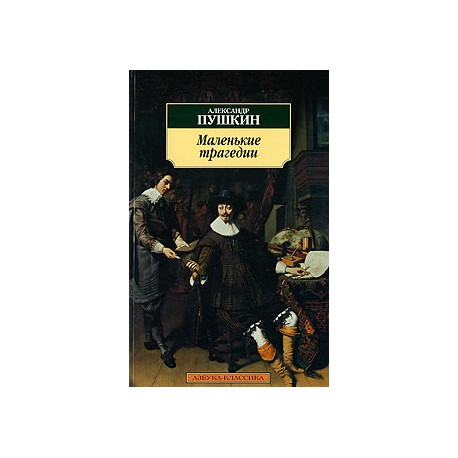 АЛЕКСАНДР
ПУШКИН
Маленькие
трагедии
АЗБУКА-КЛАССИКА